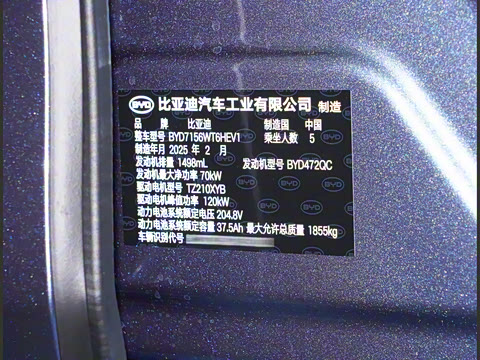 BYD 比亚迪汽车工业有限公司 制造
品 牌 比亚迪 制造国 中国
整车型号 BYD7156WT6HEV1 乘坐人数 5
制造年月 2025 年 2 月
发动机排量 1498mL 发动机型号 BYD472QC
发动机最大净功率 70kW
驱动电机型号 TZ210XYB
驱动电机峰值功率 120kW
动力电池系统额定电压 204.8V
动力电池系统额定容量 37.5Ah 最大允许总质量 1855kg
车辆识别代号